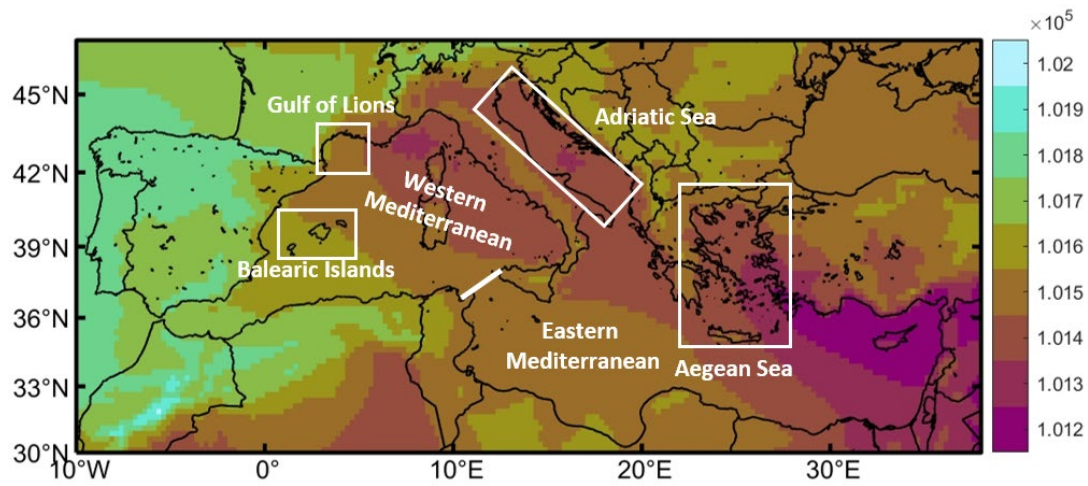 ×10⁵
45°N
42°N
39°N
36°N
33°N
30°N
10°W
0°
10°E
20°E
30°E
Gulf of Lions
Adriatic Sea
Western
Mediterranean
Balearic Islands
Eastern
Mediterranean
Aegean Sea
1.02
1.019
1.018
1.017
1.016
1.015
1.014
1.013
1.012